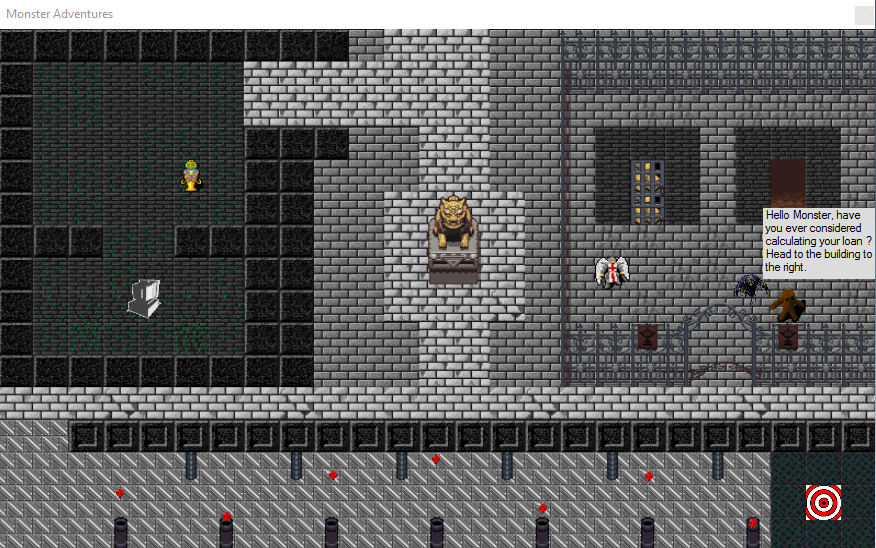 Monster Adventures
Hello Monster, have
you ever considered
calculating your loan ?
Head to the building to
the right.